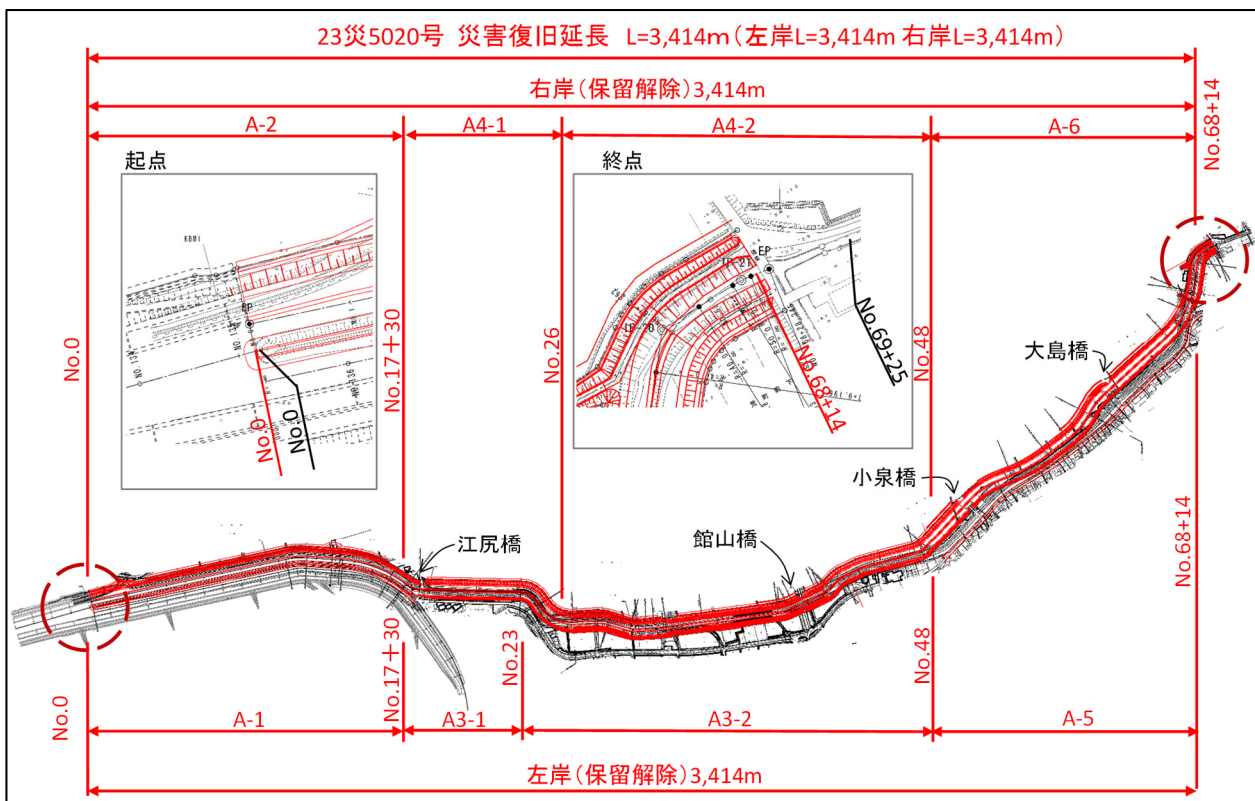 23災5020号 災害復旧延長 L=3,414m(左岸L=3,414m 右岸L=3,414m)
右岸(保留解除)3,414m
A-2
A4-1
A4-2
A-6
No.0
No.17+30
No.26
No.48
No.68+14
起点
KBM1
No.0
No.0
終点
EP
IP-21
IP-20
No.68+14
No.69+25
大島橋
小泉橋
館山橋
江尻橋
No.0
No.17+30
No.23
No.48
No.68+14
A-1
A3-1
A3-2
A-5
左岸(保留解除)3,414m